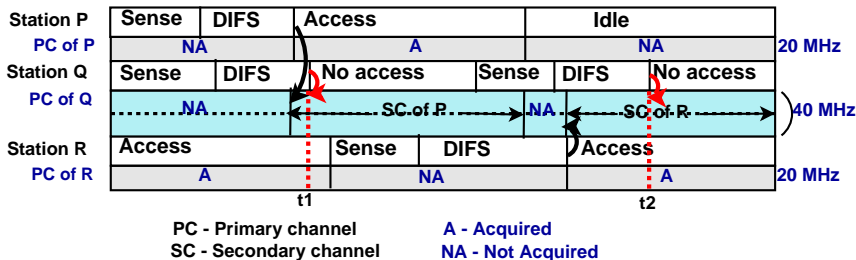 Station P Sense DIFS Access Idle
PC of P NA A NA 20 MHz
Station Q Sense DIFS No access Sense DIFS No access
PC of Q NA SC of P NA SC of R 40 MHz
Station R Access Sense DIFS Access
PC of R A NA A 20 MHz
t1 t2
PC - Primary channel A - Acquired
SC - Secondary channel NA - Not Acquired